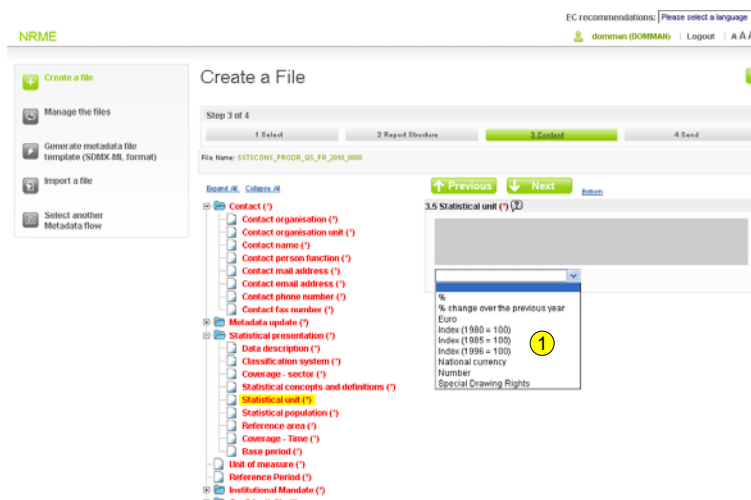 EC recommendations: Please select a language
NRME
domman (DOMMAN) | Logout | A A A
Create a file
Manage the files
Generate metadata file
template (SDMX-ML format)
Import a file
Select another
Metadata flow
Create a File
Step 3 of 4
1 Select 2 Report Structure 3.Content 4 Send
File Name: SSTSCONS_PRODR_QS_FR_2010_0000
Expand All Collapse All
Previous Next Bottom
Contact (*)
Contact organisation (*)
Contact organisation unit (*)
Contact name (*)
Contact person function (*)
Contact mail address (*)
Contact email address (*)
Contact phone number (*)
Contact fax number (*)
Metadata update (*)
Statistical presentation (*)
Data description (*)
Classification system (*)
Coverage - sector (*)
Statistical concepts and definitions (*)
Statistical unit (*)
Statistical population (*)
Reference area (*)
Coverage - Time (*)
Base period (*)
Unit of measure (*)
Reference Period (*)
Institutional Mandate (*)
3.5 Statistical unit (*) (?)
%
% change over the previous year
Euro
Index (1980 = 100)
Index (1985 = 100)
Index (1996 = 100)
National currency
Number
Special Drawing Rights
1